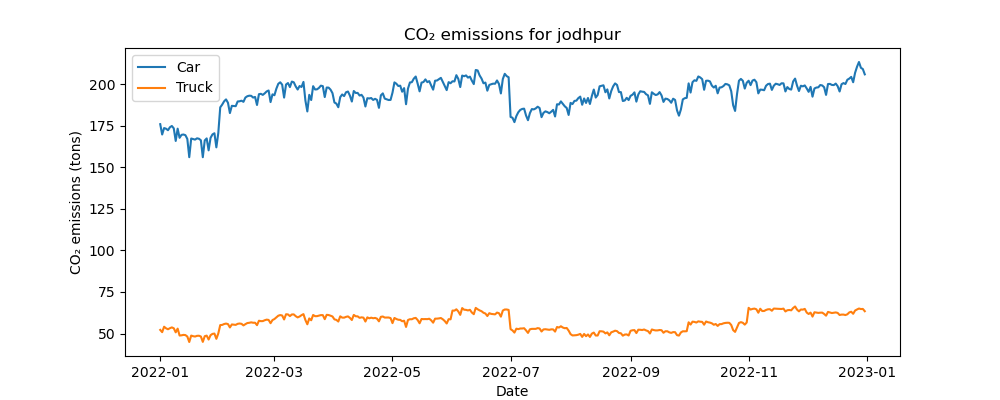 CO₂ emissions for jodhpur
Car
Truck
CO₂ emissions (tons)
200
175
150
125
100
75
50
2022-01
2022-03
2022-05
2022-07
2022-09
2022-11
2023-01
Date